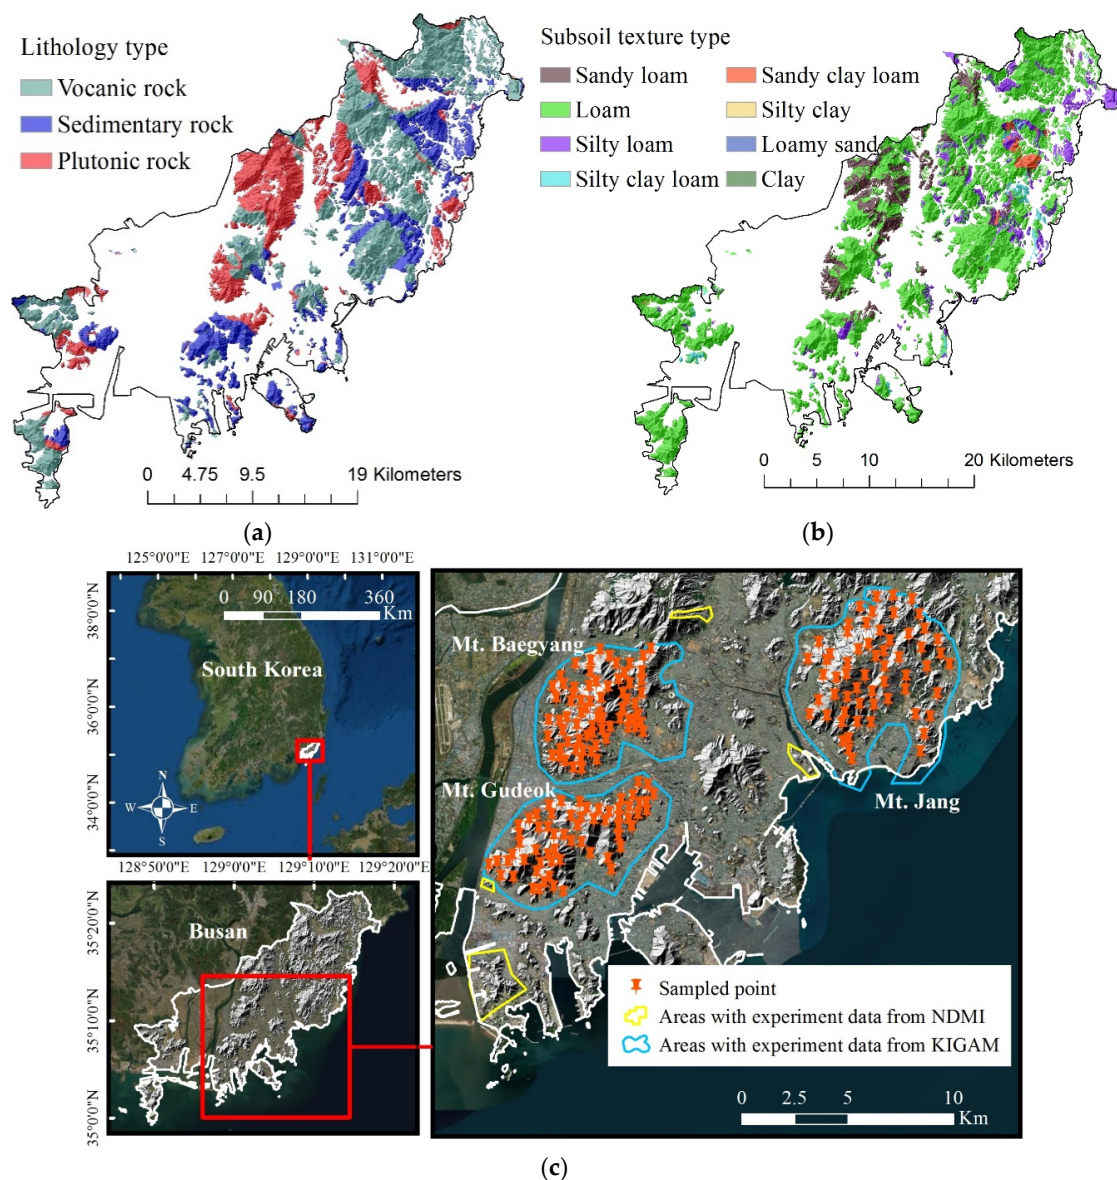 Lithology type
Vocanic rock
Sedimentary rock
Plutonic rock
0 4.75 9.5 19 Kilometers
(a)
Subsoil texture type
Sandy loam
Sandy clay loam
Loam
Silty clay
Silty loam
Loamy sand
Silty clay loam
Clay
0 5 10 20 Kilometers
(b)
125°0'0"E 127°0'0"E 129°0'0"E 131°0'0"E
38°0'0"N
36°0'0"N
34°0'0"N
0 90 180 360
Km
South Korea
N
W E
S
128°50'0"E 129°0'0"E 129°10'0"E 129°20'0"E
35°20'0"N
35°10'0"N
35°0'0"N
Busan
Mt. Baegyang
Mt. Gudeok
Mt. Jang
Sampled point
Areas with experiment data from NDMI
Areas with experiment data from KIGAM
0 2.5 5 10
Km
(c)